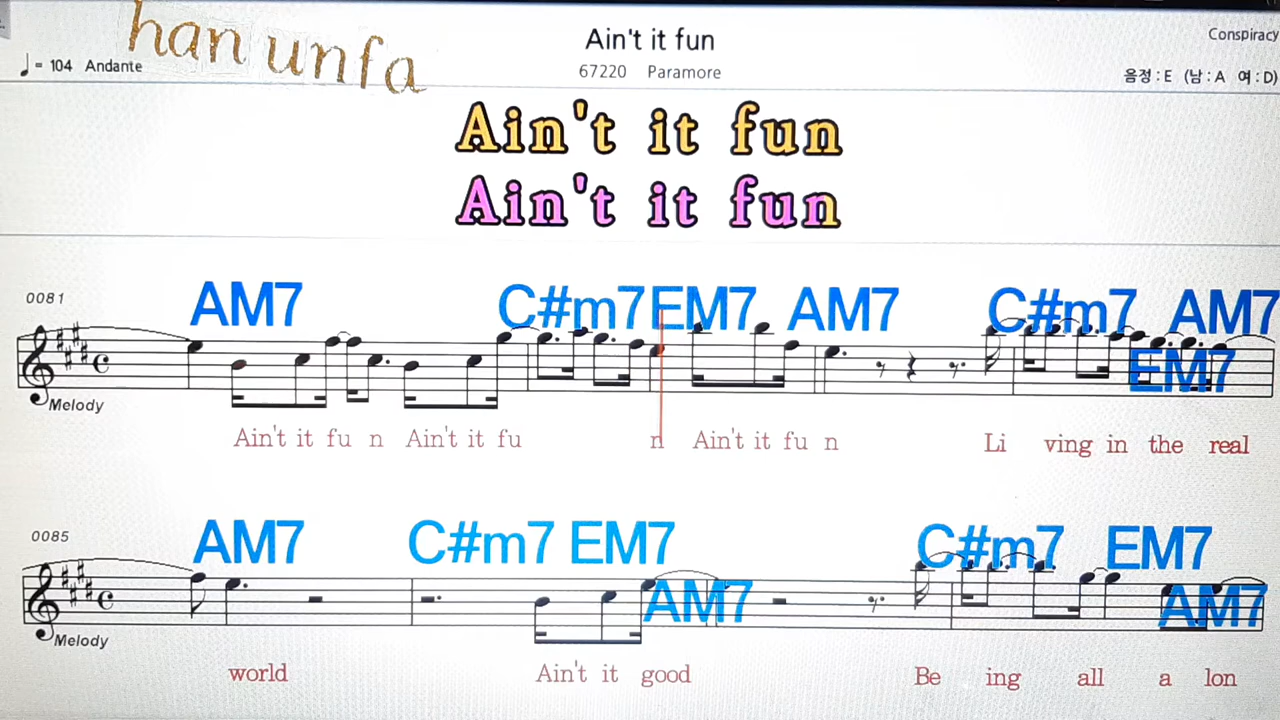 han unfa
Ain't it fun
Conspiracy
♩= 104 Andante
67220 Paramore
음정 : E (남 : A 여 : D)
Ain't it fun
Ain't it fun
0081
AM7 C#m7 EM7 AM7 C#m7 AM7
EM7
Melody
Ain't it fu n Ain't it fu n Ain't it fu n Li ving in the real
0085
AM7 C#m7 EM7 C#m7 EM7
AM7 AM7
Melody
world Ain't it good Be ing all a lon